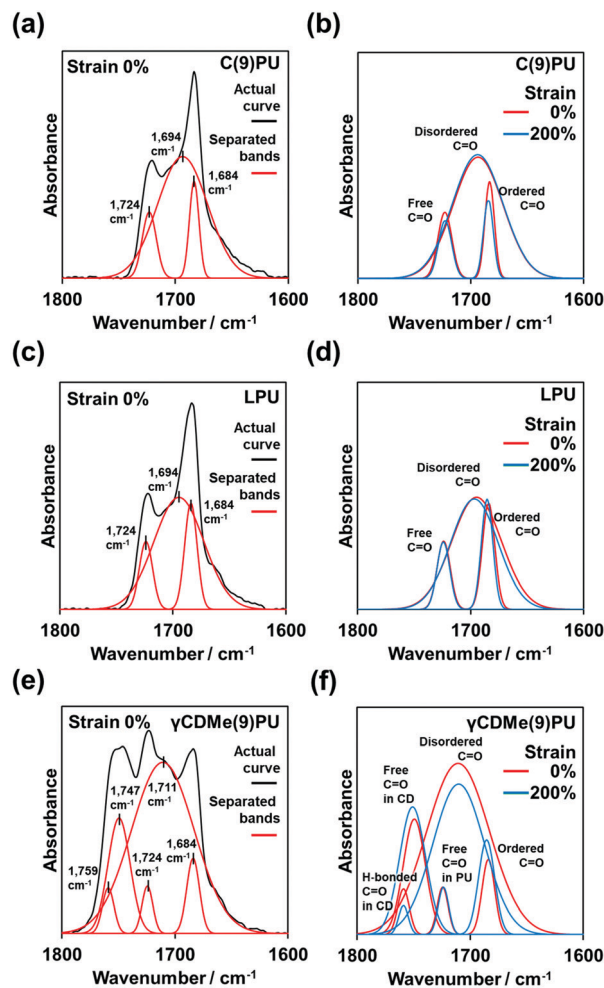 (a)
Strain 0%
C(9)PU
Actual
curve
1,694
cm-1
Separated
bands
1,684
cm-1
1,724
cm-1
Absorbance
1800
1700
1600
Wavenumber / cm-1
(b)
C(9)PU
Strain
0%
200%
Disordered
C=O
Free
C=O
Ordered
C=O
Absorbance
1800
1700
1600
Wavenumber / cm-1
(c)
Strain 0%
LPU
Actual
curve
1,694
cm-1
Separated
bands
1,684
cm-1
1,724
cm-1
Absorbance
1800
1700
1600
Wavenumber / cm-1
(d)
LPU
Strain
0%
200%
Disordered
C=O
Free
C=O
Ordered
C=O
Absorbance
1800
1700
1600
Wavenumber / cm-1
(e)
Strain 0%
γCDMe(9)PU
Actual
curve
1,747
cm-1
1,711
cm-1
Separated
bands
1,759
cm-1
1,724
cm-1
1,684
cm-1
Absorbance
1800
1700
1600
Wavenumber / cm-1
(f)
γCDMe(9)PU
Disordered
C=O
Strain
0%
200%
Free
C=O
in CD
H-bonded
C=O
in CD
Free
C=O
in PU
Ordered
C=O
Absorbance
1800
1700
1600
Wavenumber / cm-1